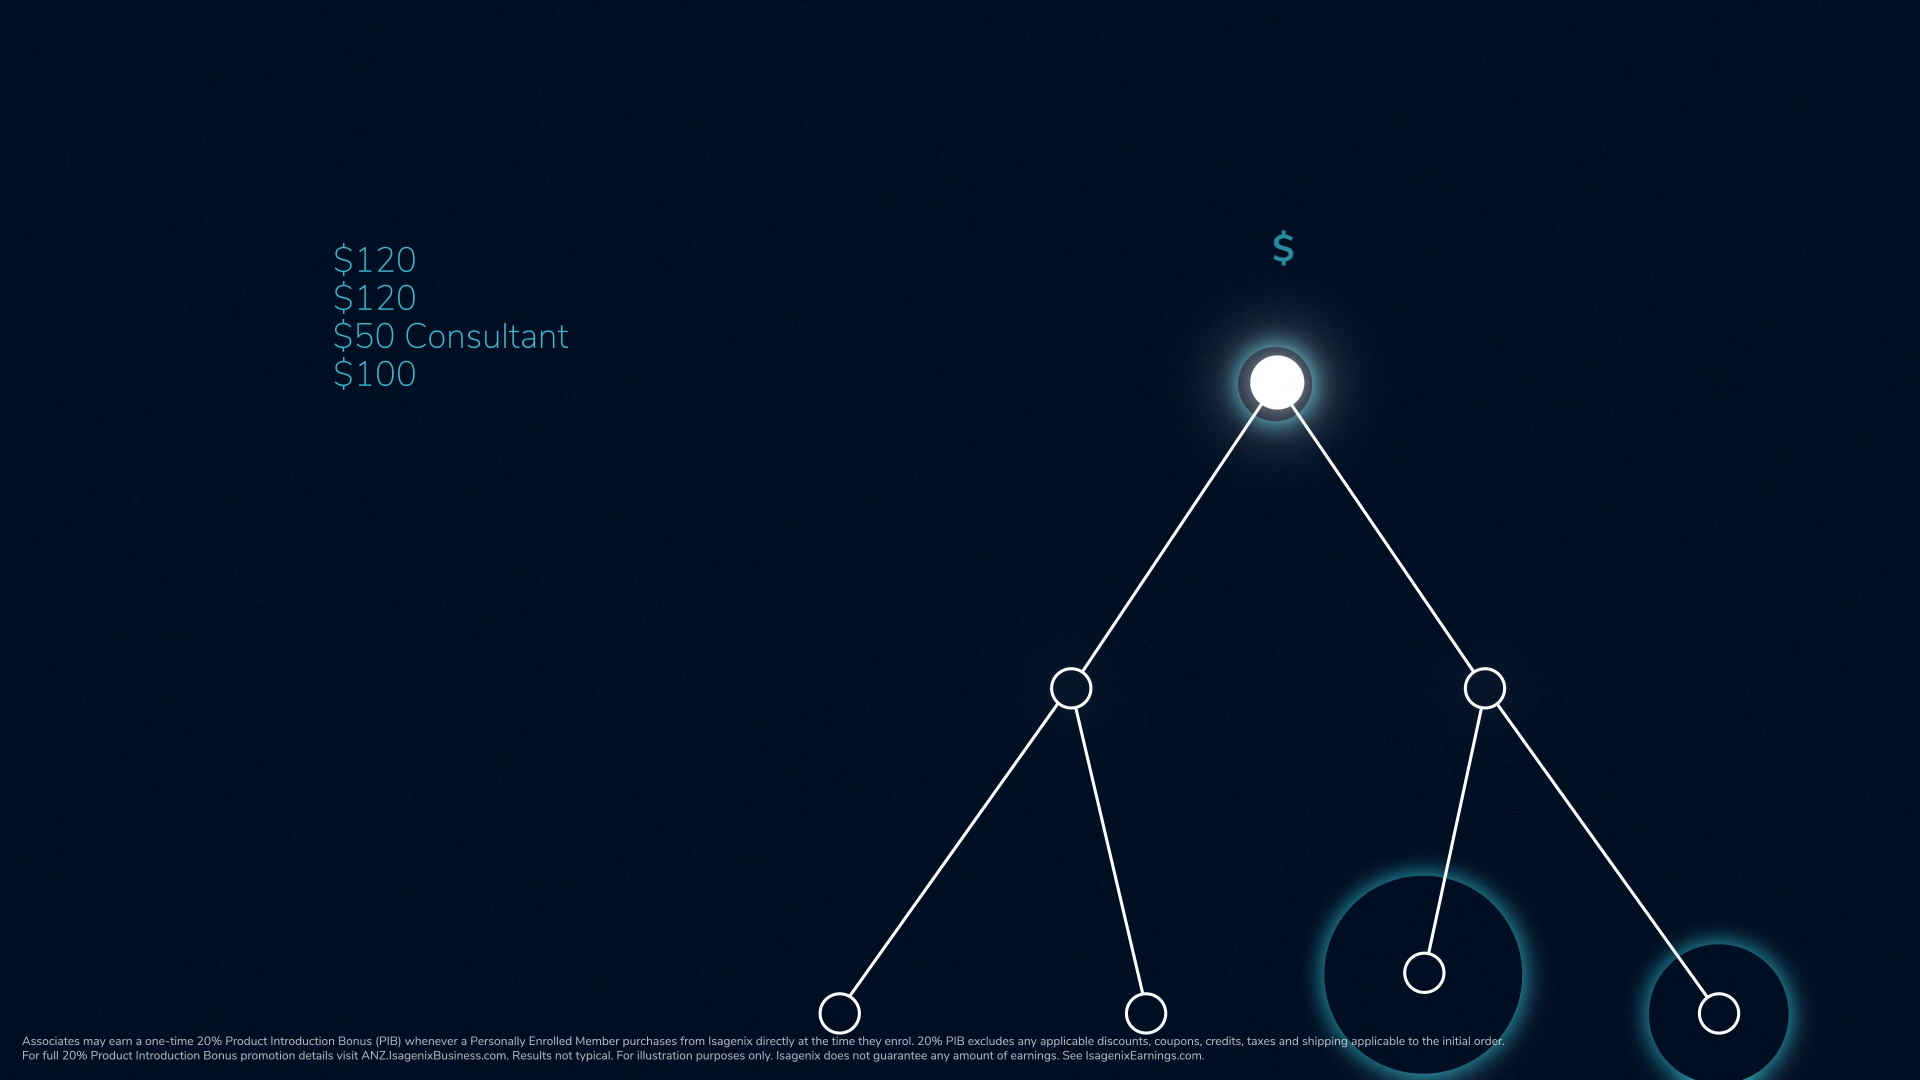 $120
$120
$50 Consultant
$100
$
Associates may earn a one-time 20% Product Introduction Bonus (PIB) whenever a Personally Enrolled Member purchases from Isagenix directly at the time they enrol. 20% PIB excludes any applicable discounts, coupons, credits, taxes and shipping applicable to the initial order.
For full 20% Product Introduction Bonus promotion details visit ANZ.IsagenixBusiness.com. Results not typical. For illustration purposes only. Isagenix does not guarantee any amount of earnings. See IsagenixEarnings.com.